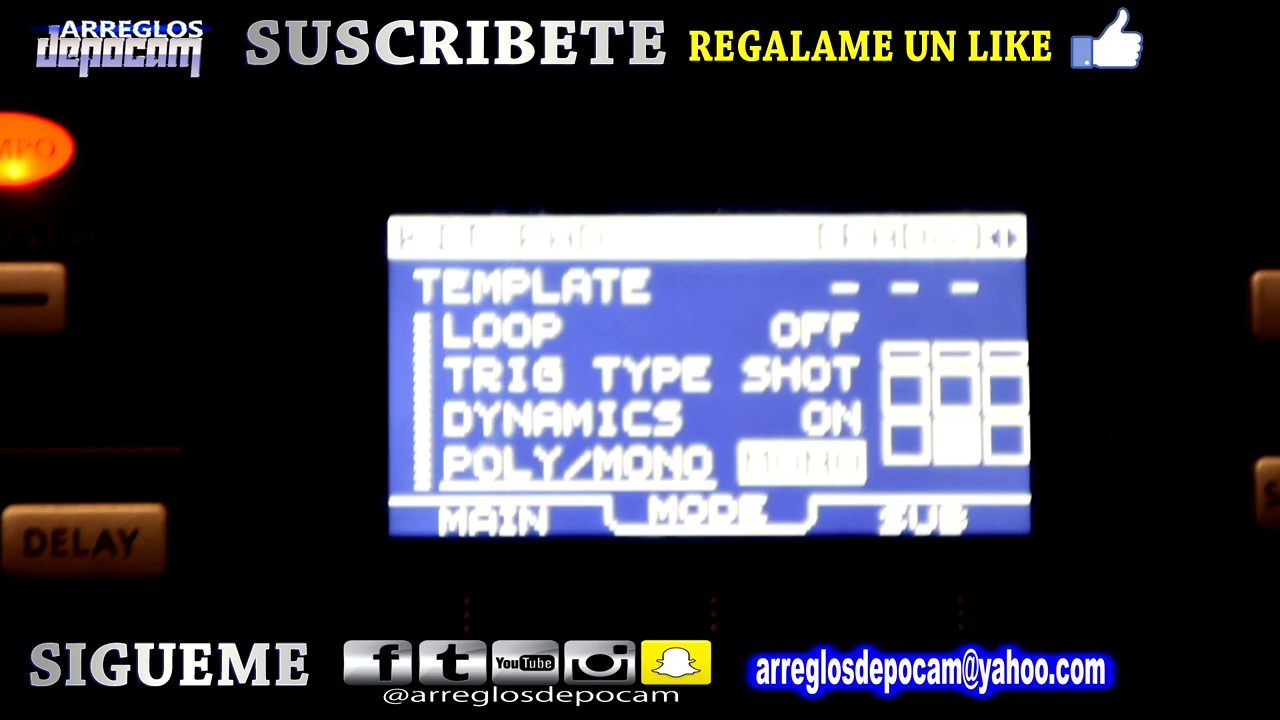 ARREGLOS
depocam
SUSCRIBETE
REGALAME UN LIKE
TEMPLATE - - -
LOOP OFF
TRIG TYPE SHOT
DYNAMICS ON
POLY/MONO MONO
MAIN MODE SUB
DELAY
SIGUEME
f t YouTube
@arreglosdepocam
arreglosdepocam@yahoo.com